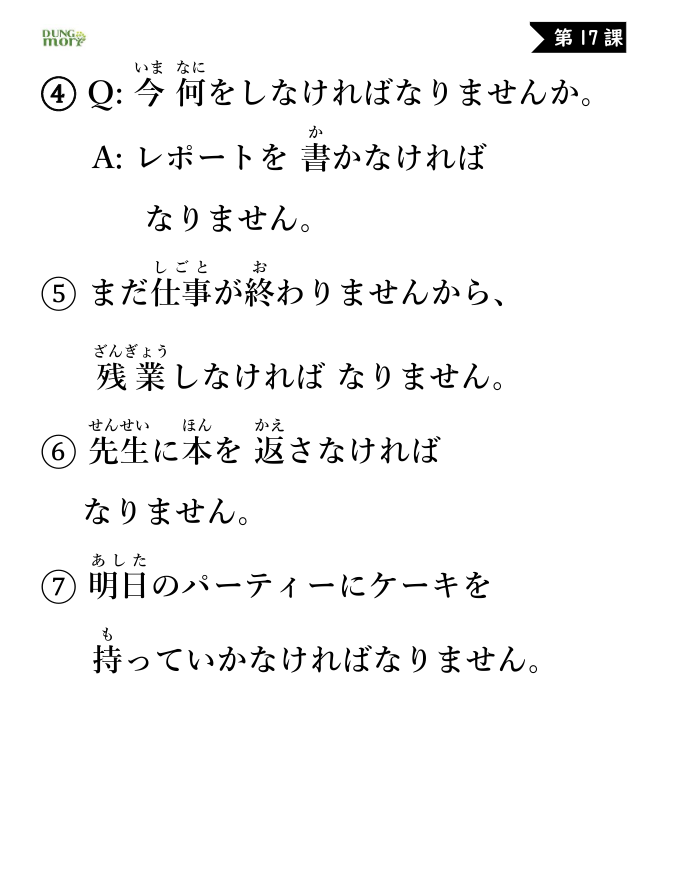 DUNG mori
第17課
いま なに
④ Q: 今 何をしなければなりませんか。
か
A: レポートを 書かなければ
なりません。
しごと お
⑤ まだ仕事が終わりませんから、
ざんぎょう
残業しなければ なりません。
せんせい ほん かえ
⑥ 先生に本を 返さなければ
なりません。
あした
⑦ 明日のパーティーにケーキを
も
持っていかなければなりません。